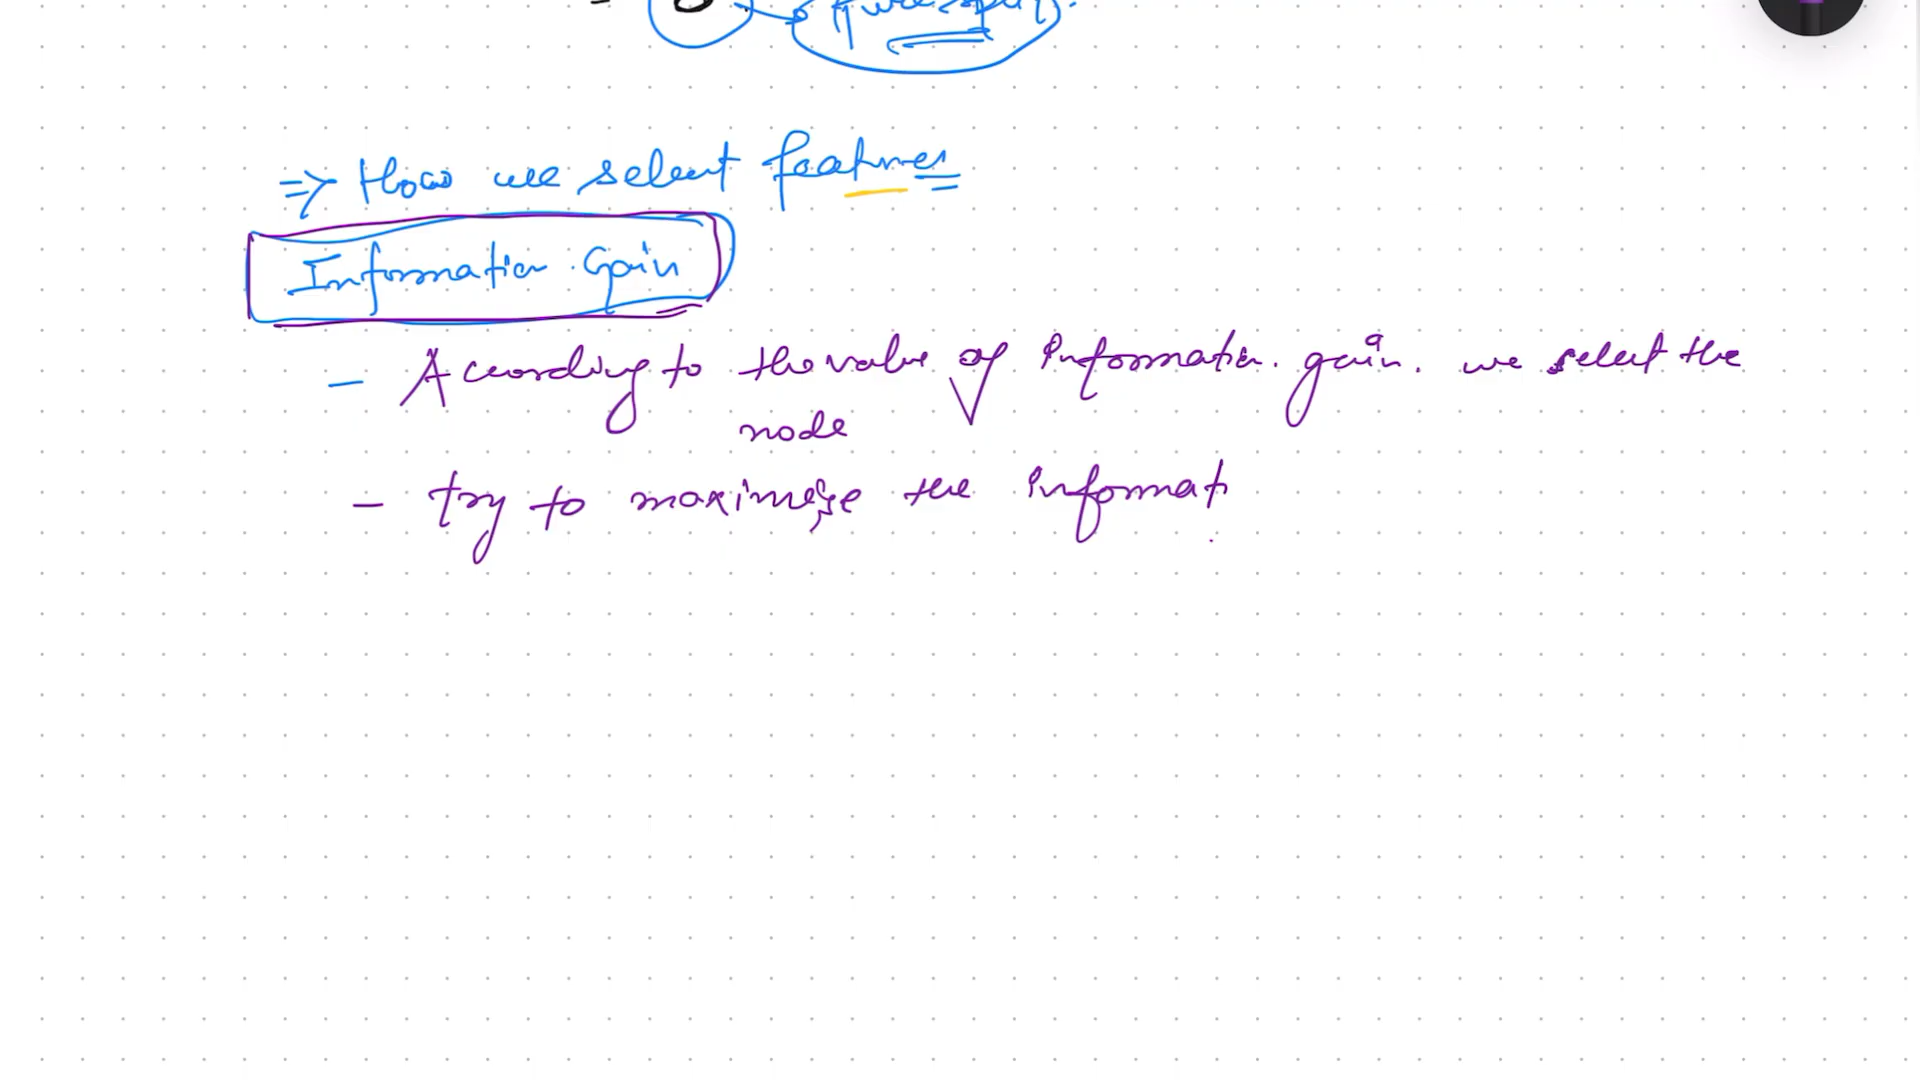 => How we select features
Information Gain
- According to the value of information gain. we select the
node
- try to maximize the informat